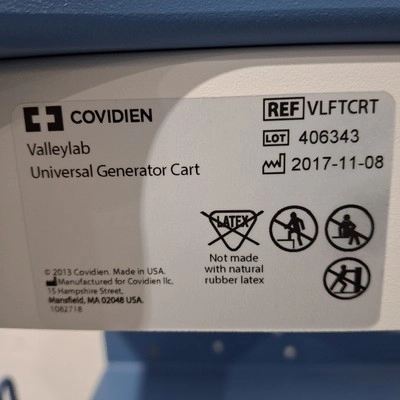 COVIDIEN
Valleylab
Universal Generator Cart
REF VLFTCRT
LOT 406343
2017-11-08
LATEX
Not made
with natural
rubber latex
© 2013 Covidien. Made in USA.
Manufactured for Covidien llc,
15 Hampshire Street,
Mansfield, MA 02048 USA.
1082718